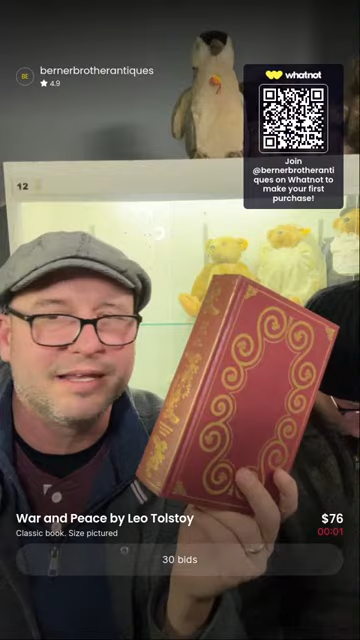 BE
bernerbrotherantiques
★ 4.9
whatnot
Join
@bernerbrotheranti
ques on Whatnot to
make your first
purchase!
12
War and Peace by Leo Tolstoy
$76
Classic book. Size pictured
00:01
30 bids